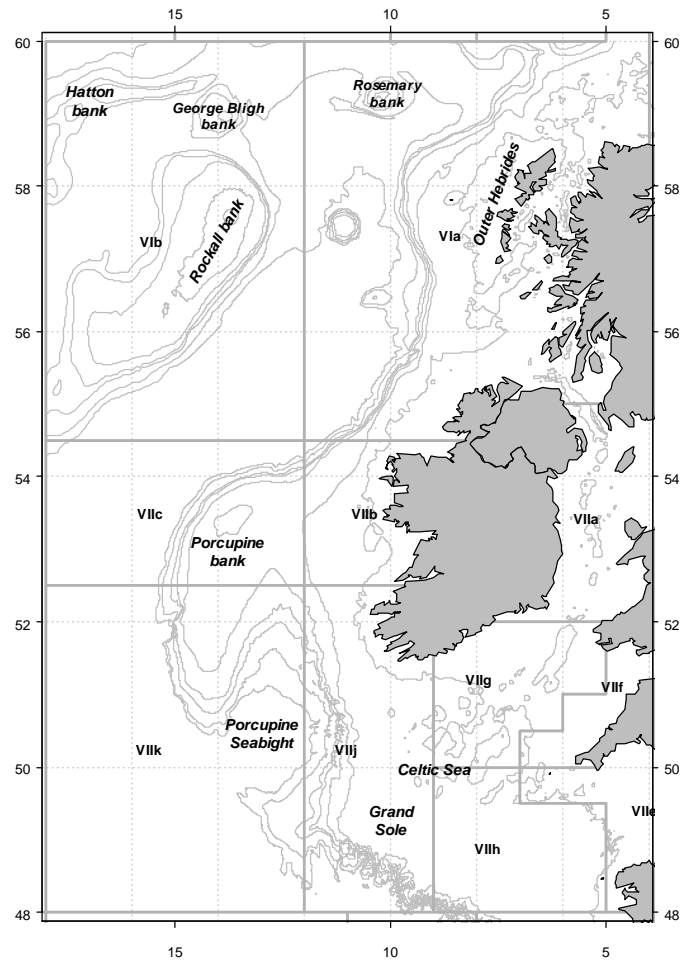 15 10 5
60 60
Hatton
bank
George Bligh
bank
Rosemary
bank
58 58
Outer Hebrides
VIb
Rockall bank
VIa
56 56
54 54
VIIc
VIIb
VIIa
Porcupine
bank
52 52
VIIg
VIIf
Porcupine
Seabight
VIIk
VIIj
50 50
Celtic Sea
Grand
Sole
VIIe
VIIh
48 48
15 10 5